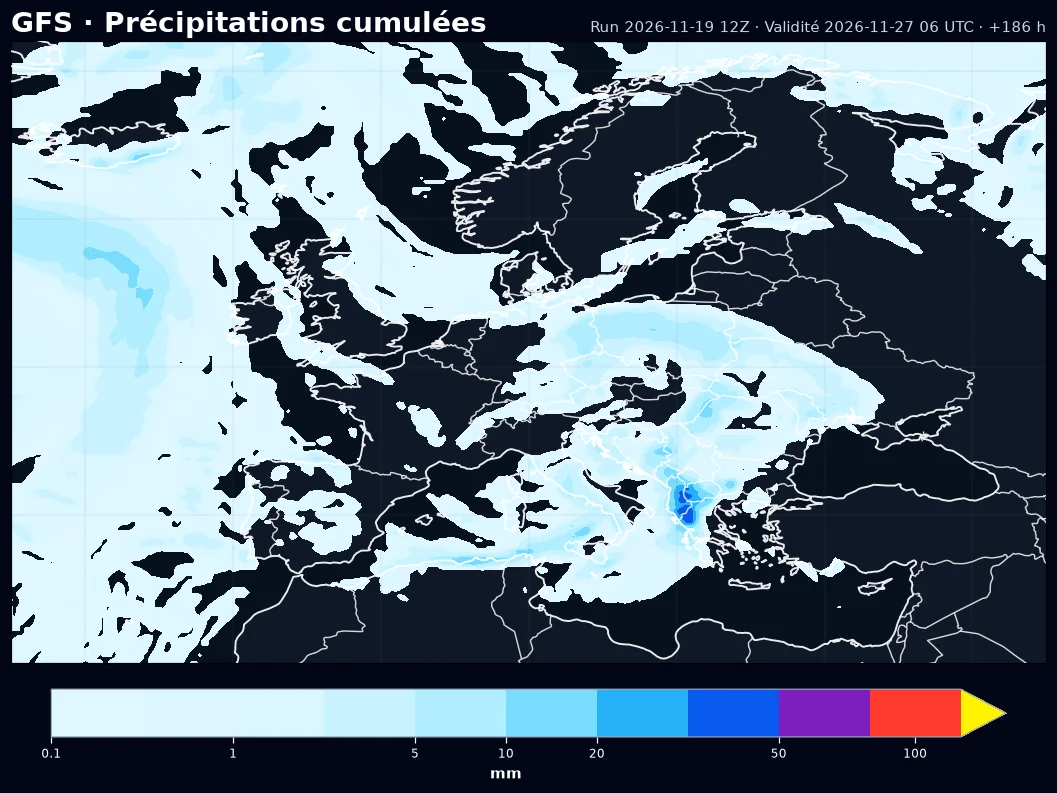 GFS · Précipitations cumulées
Run 2026-11-19 12Z · Validité 2026-11-27 06 UTC · +186 h
0.1 1 5 10 20 50 100
mm